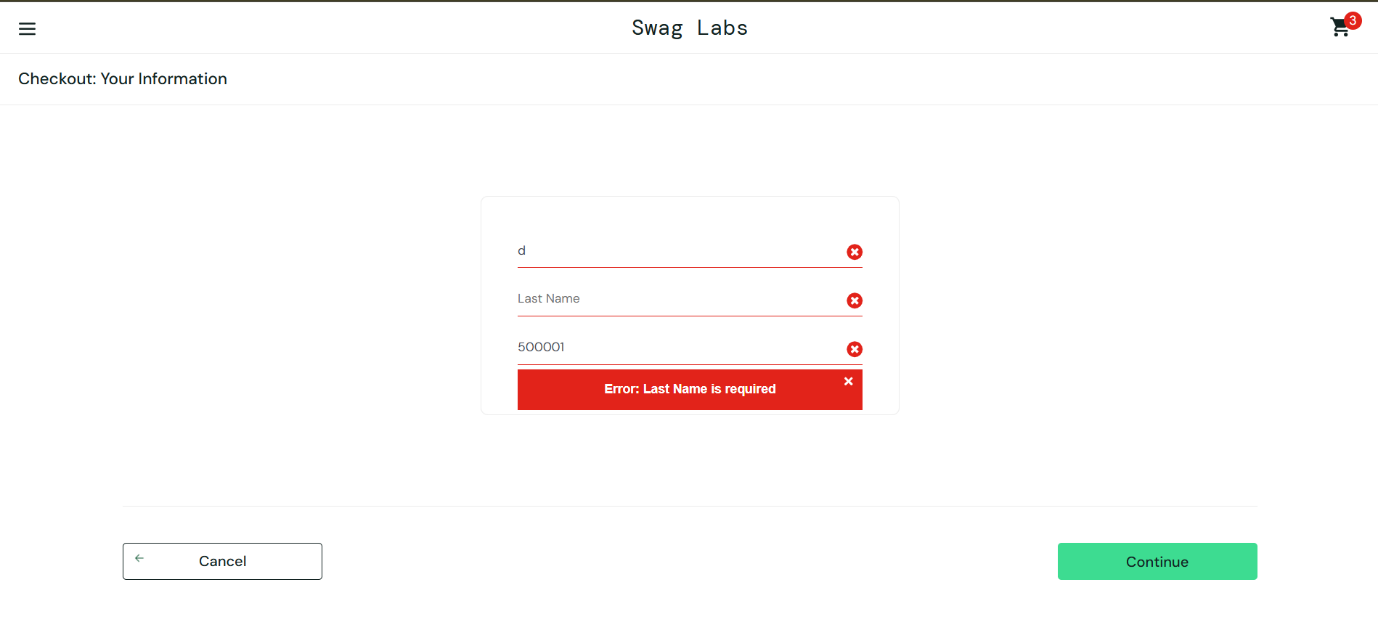 Swag Labs
3
Checkout: Your Information
d
Last Name
500001
Error: Last Name is required
Cancel
Continue